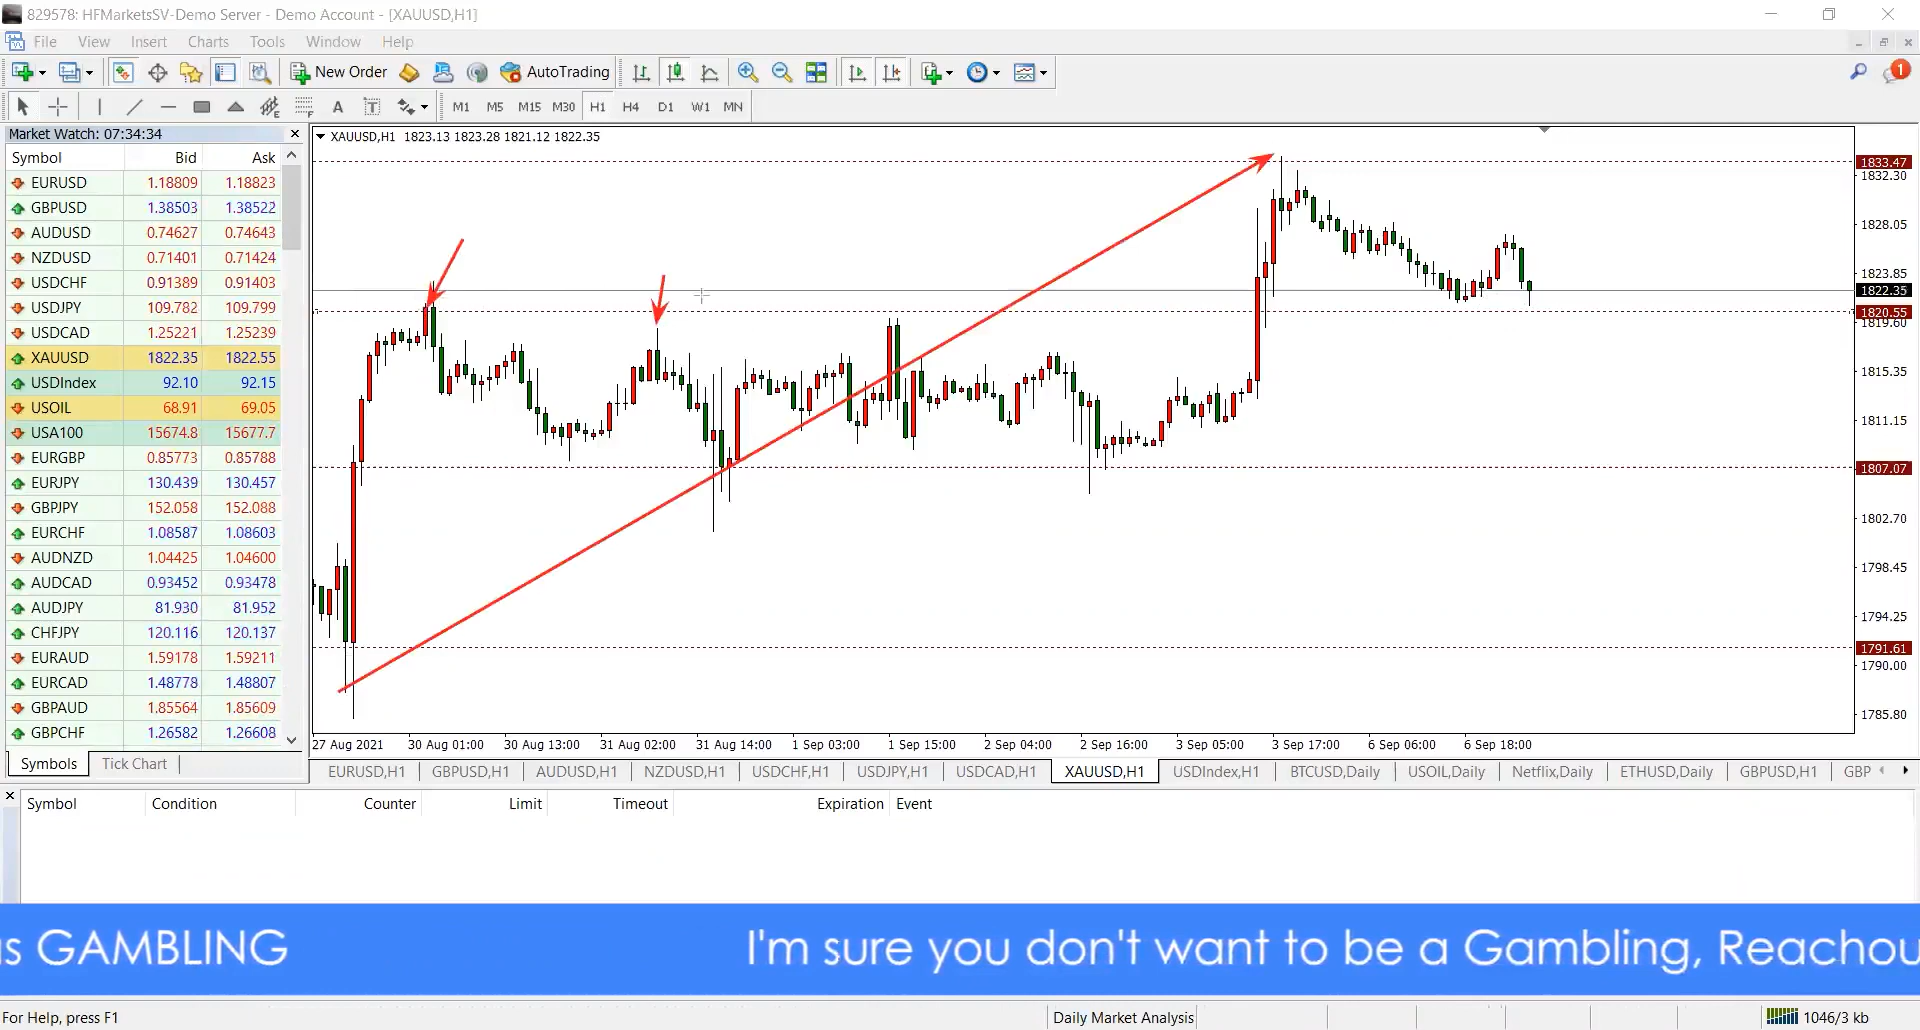 829578: HFMarketsSV-Demo Server - Demo Account - [XAUUSD,H1]
File View Insert Charts Tools Window Help
New Order AutoTrading 1
A T E F M1 M5 M15 M30 H1 H4 D1 W1 MN
Market Watch: 07:34:34
Symbol Bid Ask
EURUSD 1.18809 1.18823
GBPUSD 1.38503 1.38522
AUDUSD 0.74627 0.74643
NZDUSD 0.71401 0.71424
USDCHF 0.91389 0.91403
USDJPY 109.782 109.799
USDCAD 1.25221 1.25239
XAUUSD 1822.35 1822.55
USDIndex 92.10 92.15
USOIL 68.91 69.05
USA100 15674.8 15677.7
EURGBP 0.85773 0.85788
EURJPY 130.439 130.457
GBPJPY 152.058 152.088
EURCHF 1.08587 1.08603
AUDNZD 1.04425 1.04600
AUDCAD 0.93452 0.93478
AUDJPY 81.930 81.952
CHFJPY 120.116 120.137
EURAUD 1.59178 1.59211
EURCAD 1.48778 1.48807
GBPAUD 1.85564 1.85609
GBPCHF 1.26582 1.26608
Symbols Tick Chart
XAUUSD,H1 1823.13 1823.28 1821.12 1822.35
1833.47
1832.30
1828.05
1823.85
1822.35
1820.55
1819.60
1815.35
1811.15
1807.07
1802.70
1798.45
1794.25
1791.61
1790.00
1785.80
27 Aug 2021 30 Aug 01:00 30 Aug 13:00 31 Aug 02:00 31 Aug 14:00 1 Sep 03:00 1 Sep 15:00 2 Sep 04:00 2 Sep 16:00 3 Sep 05:00 3 Sep 17:00 6 Sep 06:00 6 Sep 18:00
EURUSD,H1 GBPUSD,H1 AUDUSD,H1 NZDUSD,H1 USDCHF,H1 USDJPY,H1 USDCAD,H1 XAUUSD,H1 USDIndex,H1 BTCUSD,Daily USOIL,Daily Netflix,Daily ETHUSD,Daily GBPUSD,H1 GBP
Symbol Condition Counter Limit Timeout Expiration Event
s GAMBLING I'm sure you don't want to be a Gambling, Reachou
For Help, press F1 Daily Market Analysis 1046/3 kb